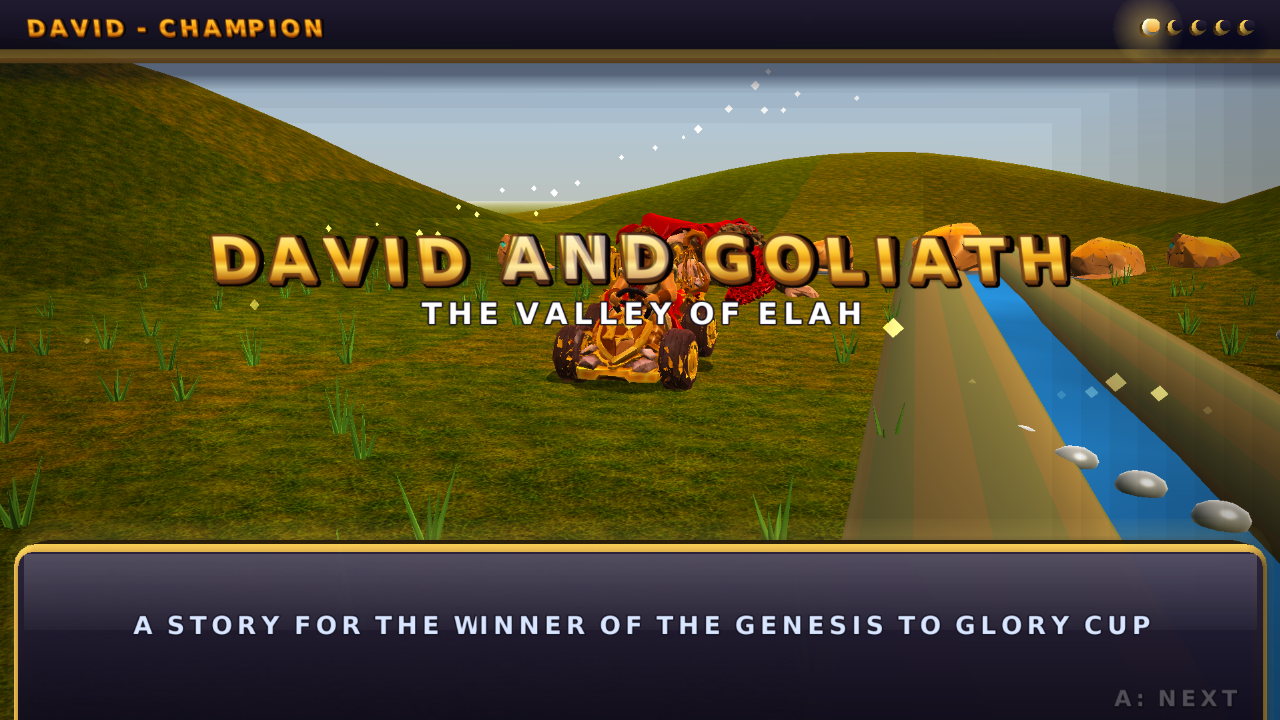 DAVID - CHAMPION
DAVID AND GOLIATH
THE VALLEY OF ELAH
A STORY FOR THE WINNER OF THE GENESIS TO GLORY CUP
A: NEXT